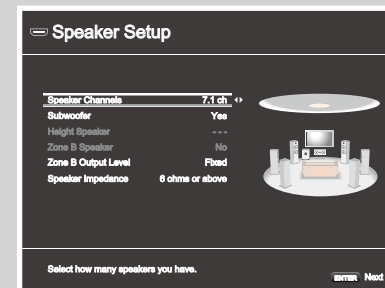 Speaker Setup
Speaker Channels 7.1 ch
Subwoofer Yes
Height Speaker ---
Zone B Speaker No
Zone B Output Level Fixed
Speaker Impedance 6 ohms or above
Select how many speakers you have.
ENTER Next